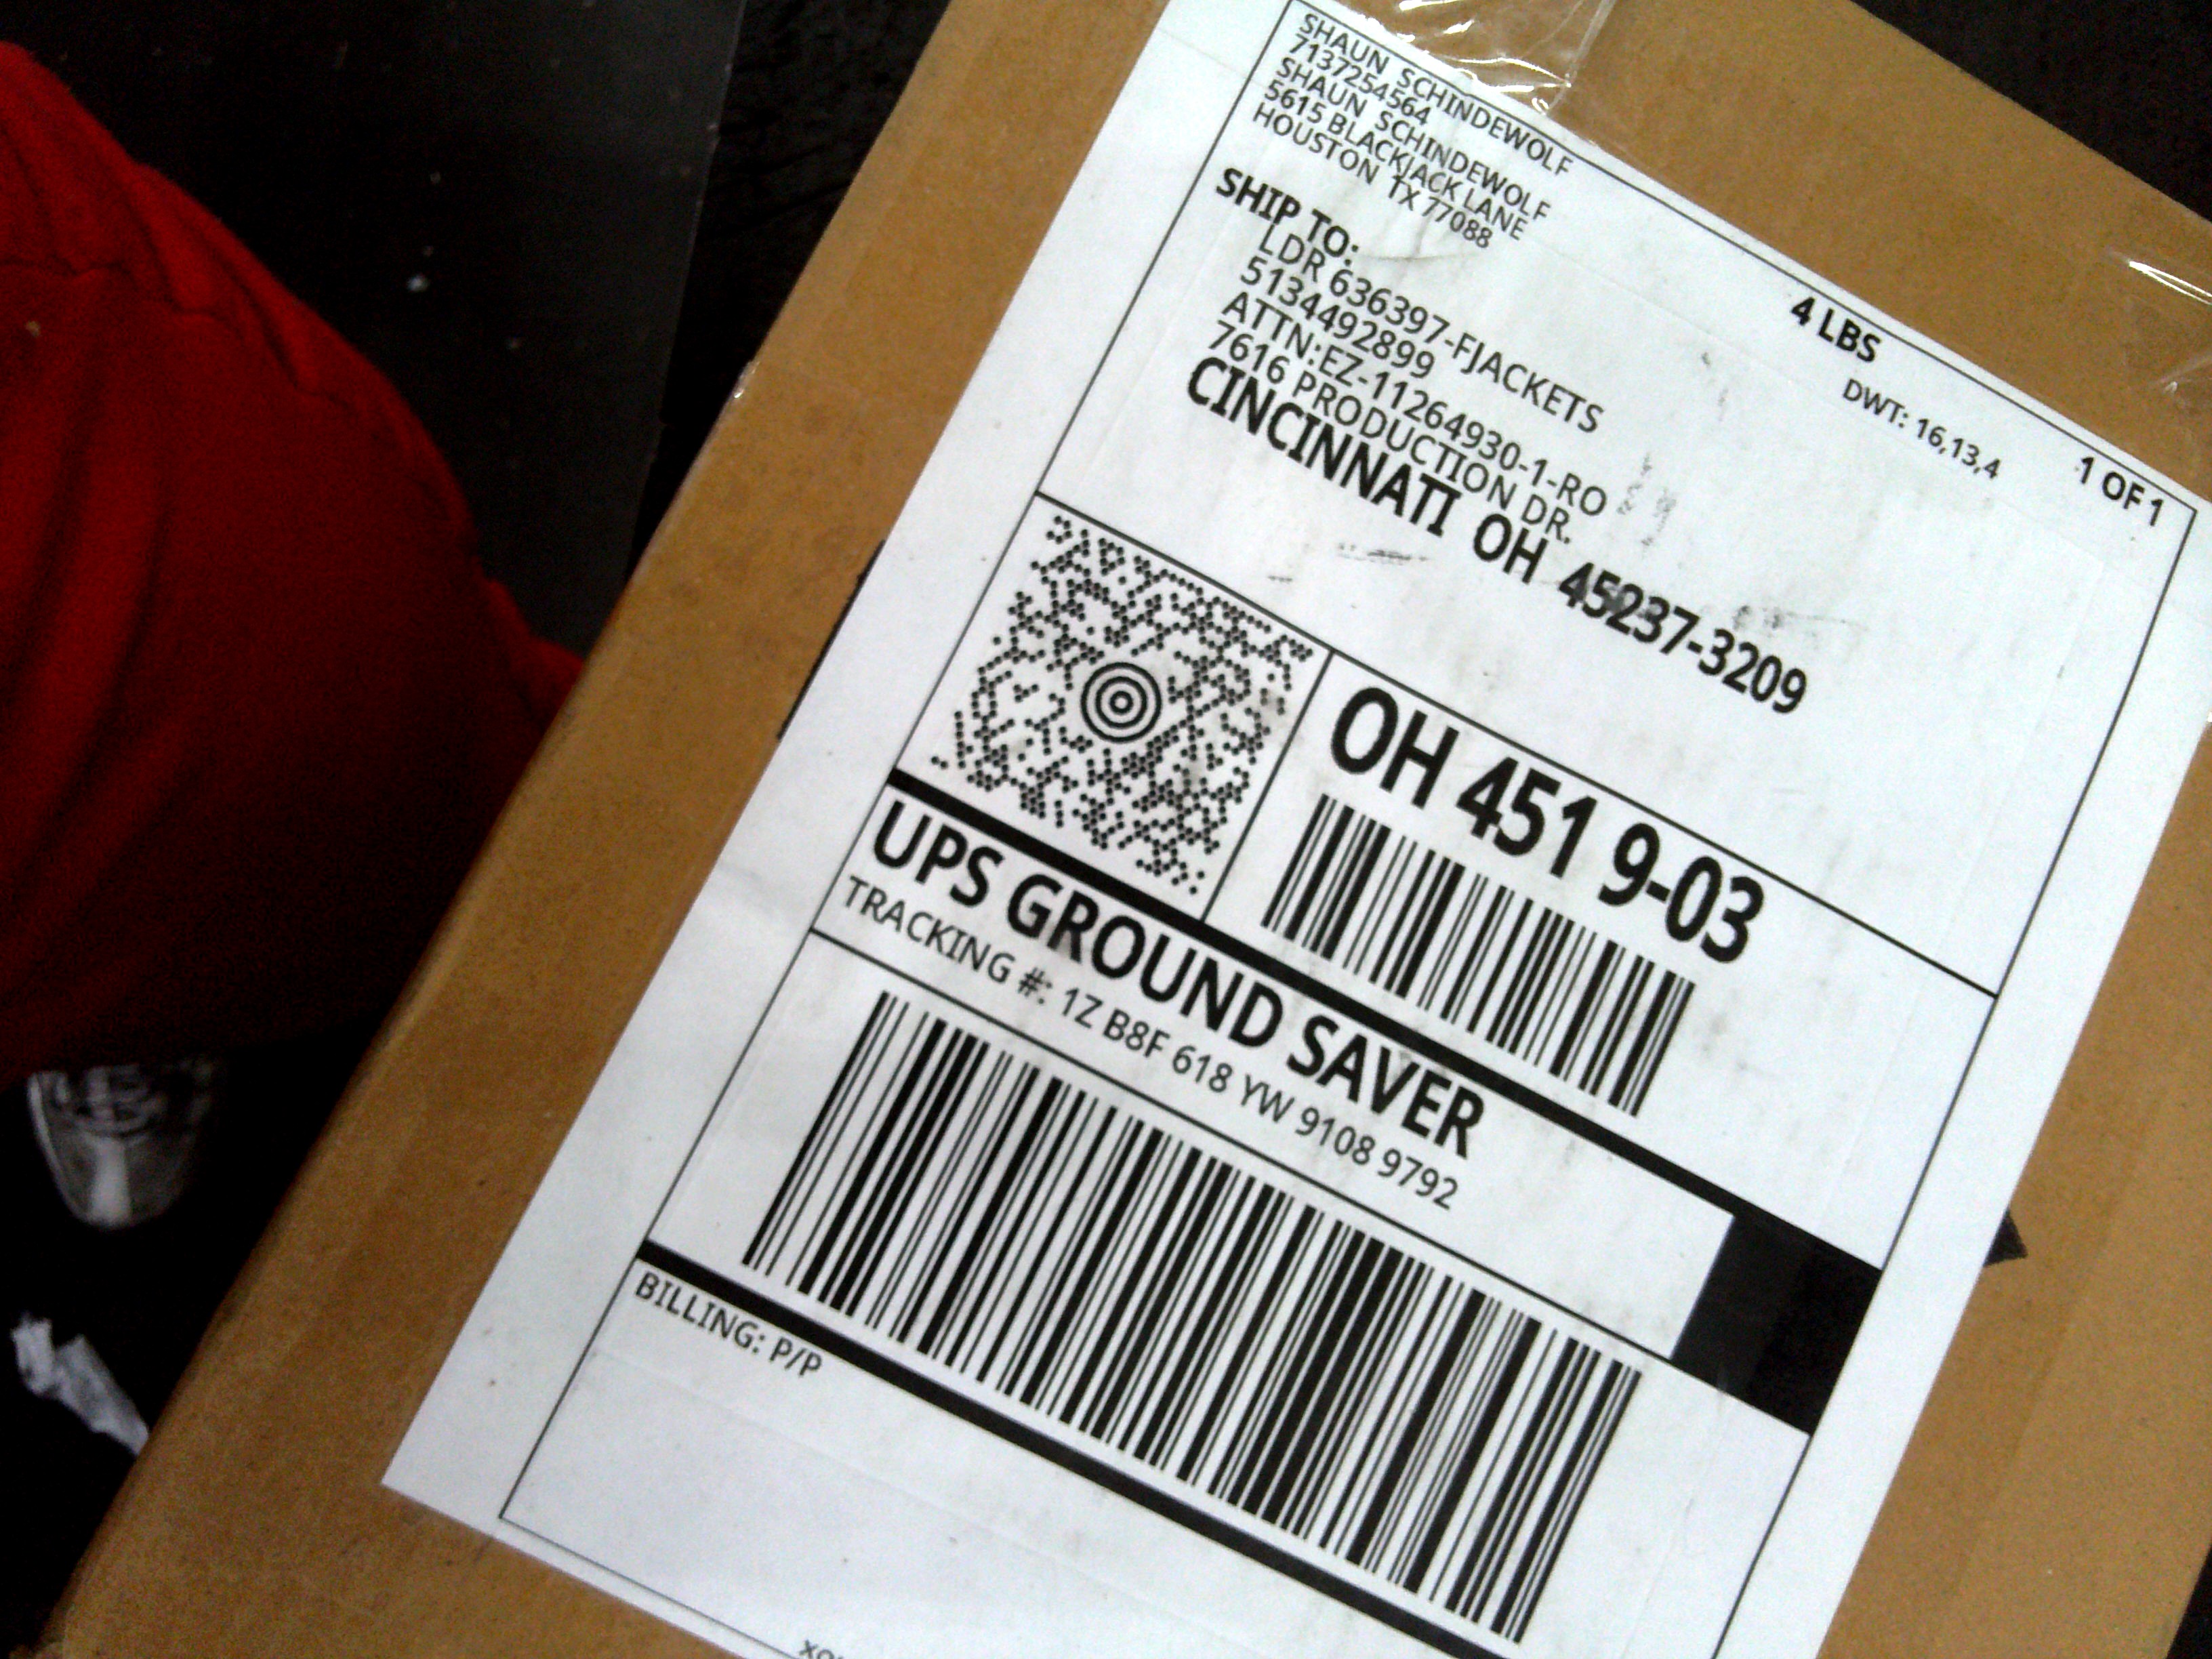 SHAUN SCHINDEWOLF
7137254564
SHAUN SCHINDEWOLF
5615 BLACKJACK LANE
HOUSTON TX 77088
4 LBS
1 OF 1
DWT: 16,13,4
SHIP TO:
LDR 636397-FJACKETS
5134492899
ATTN:EZ-11264930-1-RO
7616 PRODUCTION DR.
CINCINNATI OH 45237-3209
OH 451 9-03
UPS GROUND SAVER
TRACKING #: 1Z B8F 618 YW 9108 9792
BILLING: P/P